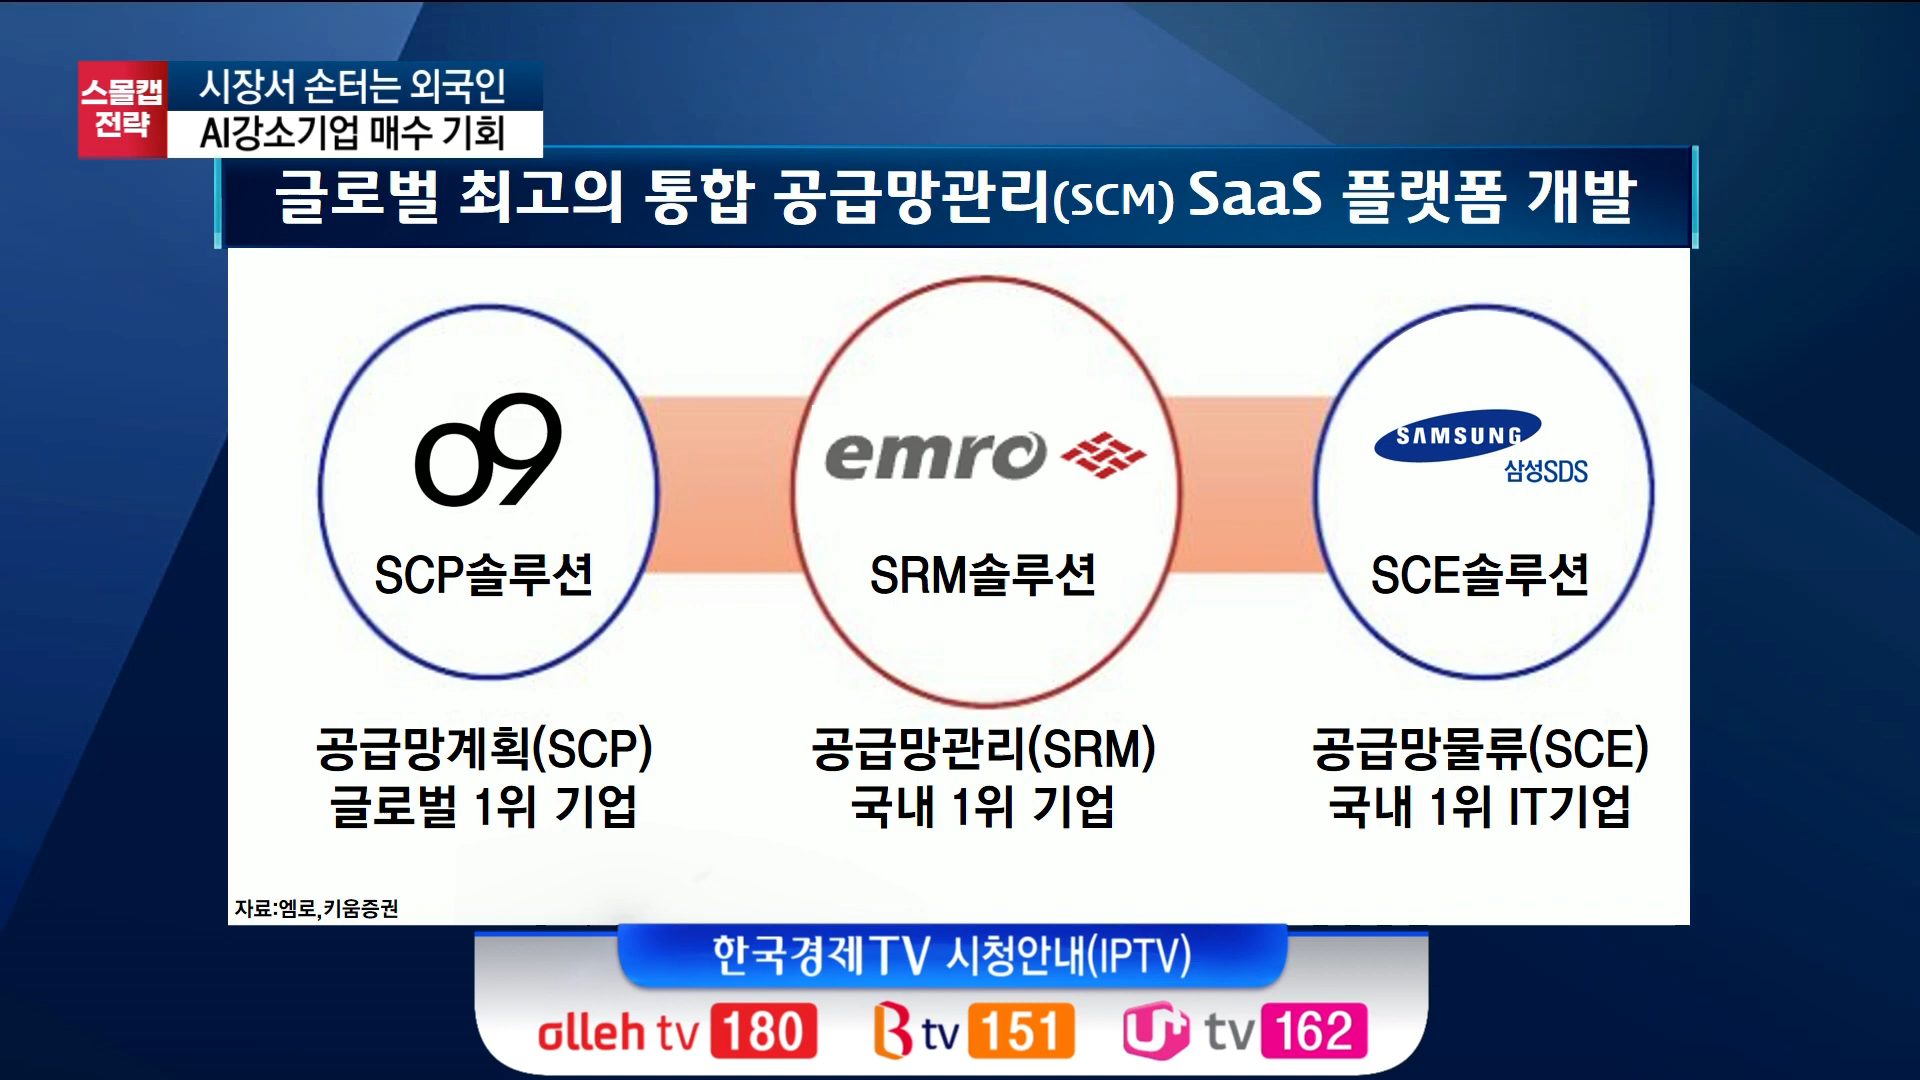 스몰캡
전략
시장서 손터는 외국인
AI강소기업 매수 기회
글로벌 최고의 통합 공급망관리(SCM) SaaS 플랫폼 개발
o9
SCP솔루션
emro
SRM솔루션
SAMSUNG
삼성SDS
SCE솔루션
공급망계획(SCP)
글로벌 1위 기업
공급망관리(SRM)
국내 1위 기업
공급망물류(SCE)
국내 1위 IT기업
자료:엠로,키움증권
한국경제TV 시청안내(IPTV)
olleh tv 180
B tv 151
U+ tv 162